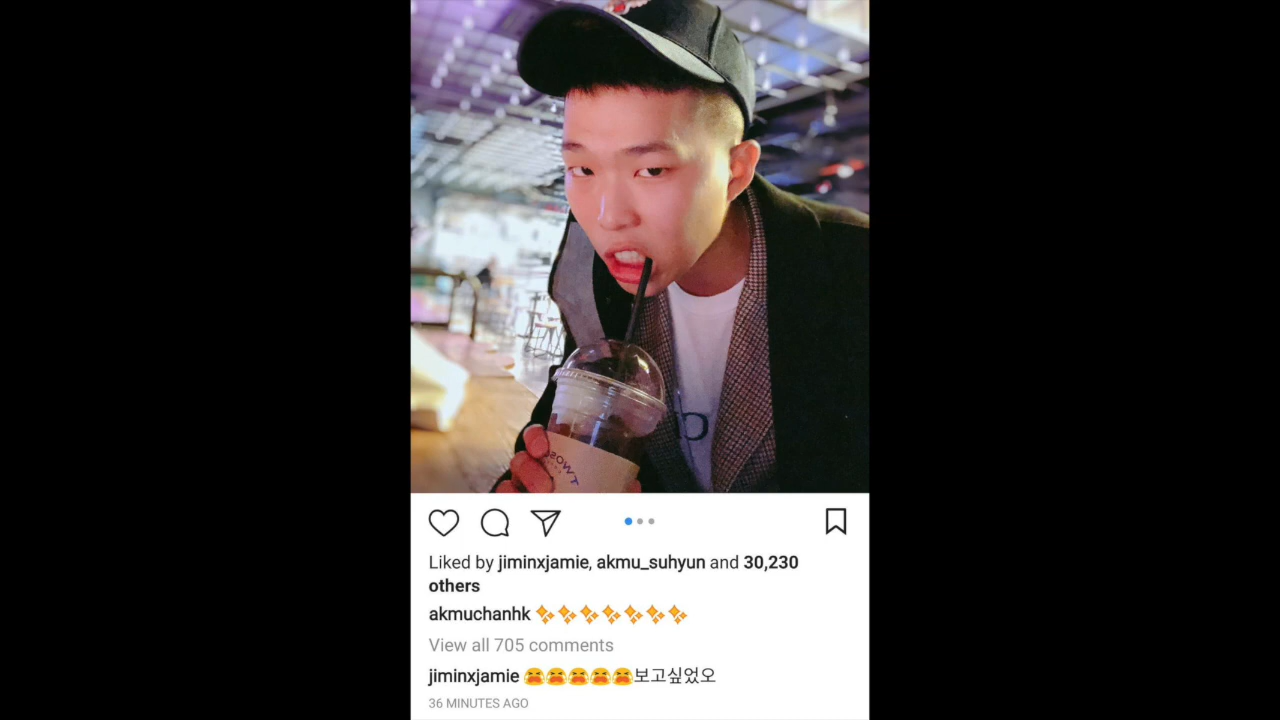 Liked by jiminxjamie, akmu_suhyun and 30,230
others
akmuchanhk ✨✨✨✨✨✨✨
View all 705 comments
jiminxjamie 😫😫😫😫😫보고싶었오
36 MINUTES AGO